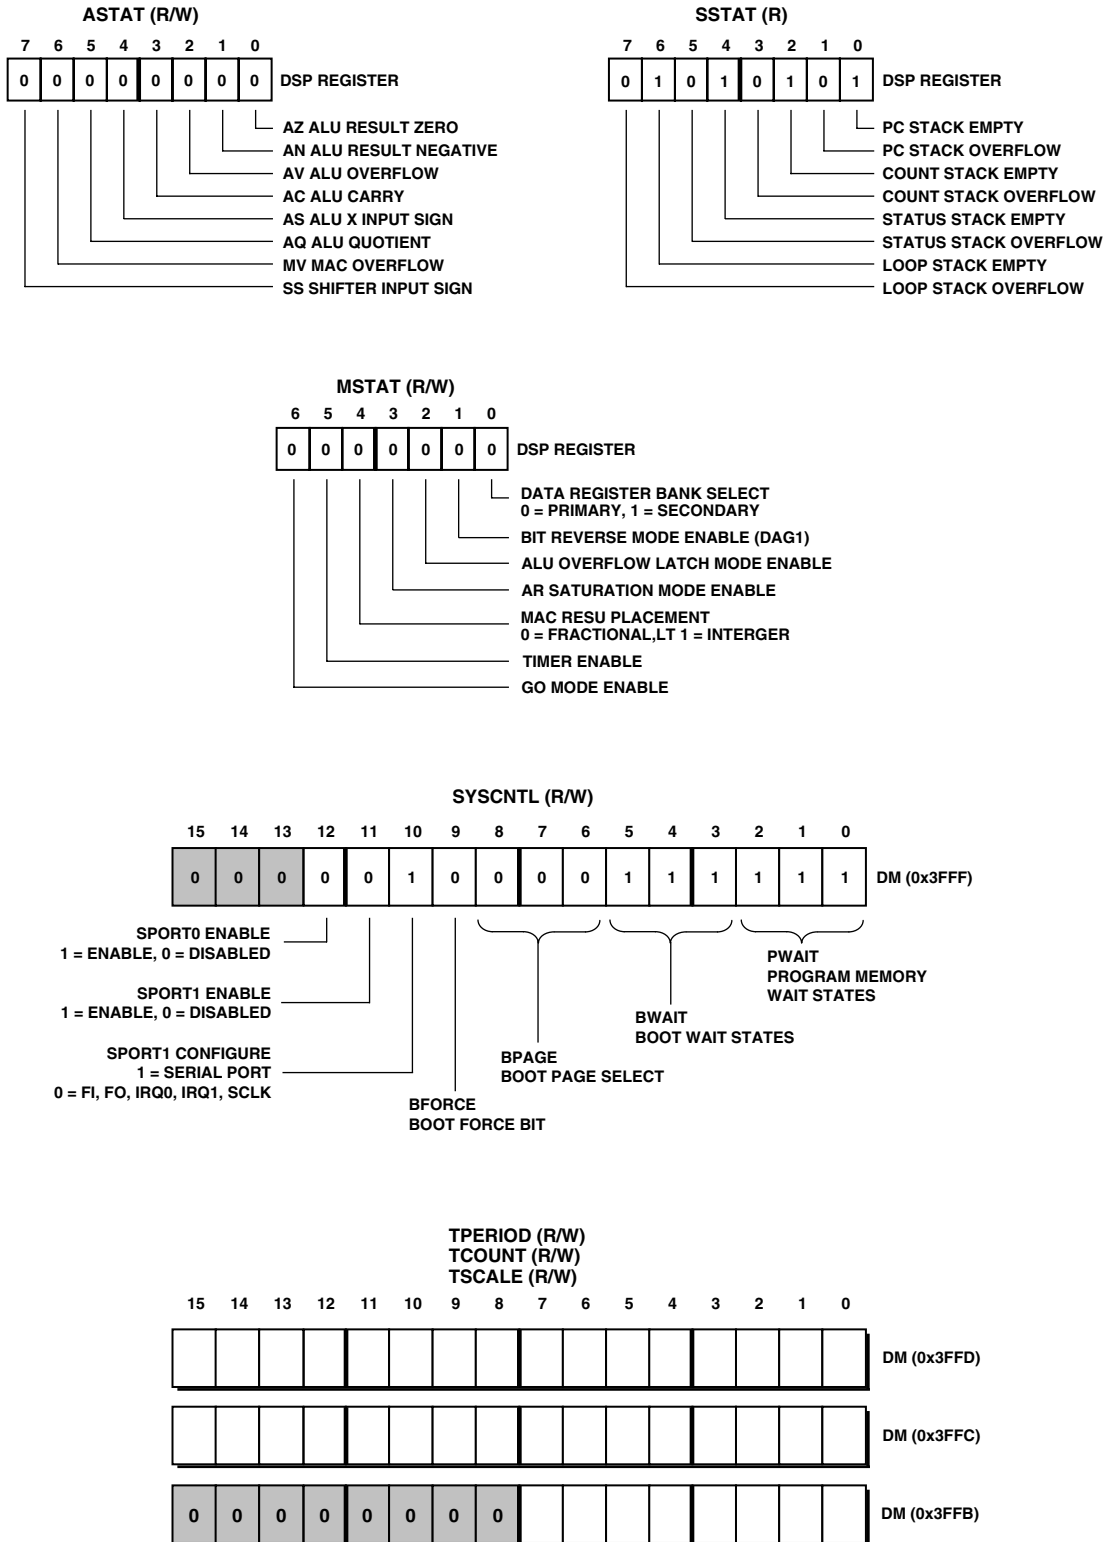 ASTAT (R/W)
7 6 5 4 3 2 1 0
0 0 0 0 0 0 0 0 DSP REGISTER
AZ ALU RESULT ZERO
AN ALU RESULT NEGATIVE
AV ALU OVERFLOW
AC ALU CARRY
AS ALU X INPUT SIGN
AQ ALU QUOTIENT
MV MAC OVERFLOW
SS SHIFTER INPUT SIGN
SSTAT (R)
7 6 5 4 3 2 1 0
0 1 0 1 0 1 0 1 DSP REGISTER
PC STACK EMPTY
PC STACK OVERFLOW
COUNT STACK EMPTY
COUNT STACK OVERFLOW
STATUS STACK EMPTY
STATUS STACK OVERFLOW
LOOP STACK EMPTY
LOOP STACK OVERFLOW
MSTAT (R/W)
6 5 4 3 2 1 0
0 0 0 0 0 0 0 DSP REGISTER
DATA REGISTER BANK SELECT
0 = PRIMARY, 1 = SECONDARY
BIT REVERSE MODE ENABLE (DAG1)
ALU OVERFLOW LATCH MODE ENABLE
AR SATURATION MODE ENABLE
MAC RESU PLACEMENT
0 = FRACTIONAL,LT 1 = INTERGER
TIMER ENABLE
GO MODE ENABLE
SYSCNTL (R/W)
15 14 13 12 11 10 9 8 7 6 5 4 3 2 1 0
0 0 0 0 0 1 0 0 0 0 1 1 1 1 1 1 DM (0x3FFF)
SPORT0 ENABLE
1 = ENABLE, 0 = DISABLED
SPORT1 ENABLE
1 = ENABLE, 0 = DISABLED
SPORT1 CONFIGURE
1 = SERIAL PORT
0 = FI, FO, IRQ0, IRQ1, SCLK
BFORCE
BOOT FORCE BIT
BPAGE
BOOT PAGE SELECT
BWAIT
BOOT WAIT STATES
PWAIT
PROGRAM MEMORY
WAIT STATES
TPERIOD (R/W)
TCOUNT (R/W)
TSCALE (R/W)
15 14 13 12 11 10 9 8 7 6 5 4 3 2 1 0
DM (0x3FFD)
DM (0x3FFC)
0 0 0 0 0 0 0 0 DM (0x3FFB)